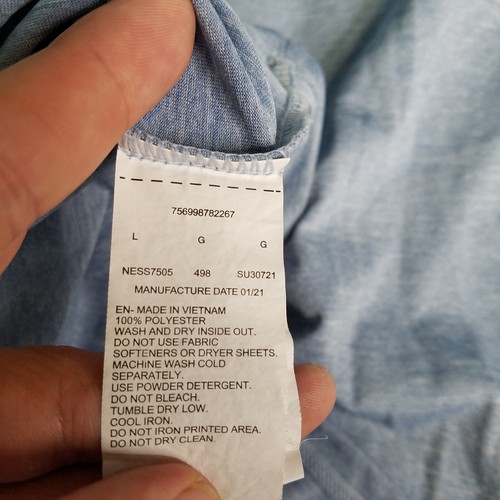 756998782267
L G G
NESS7505 498 SU30721
MANUFACTURE DATE 01/21
EN- MADE IN VIETNAM
100% POLYESTER
WASH AND DRY INSIDE OUT.
DO NOT USE FABRIC
SOFTENERS OR DRYER SHEETS.
MACHINE WASH COLD
SEPARATELY.
USE POWDER DETERGENT.
DO NOT BLEACH.
TUMBLE DRY LOW.
COOL IRON.
DO NOT IRON PRINTED AREA.
DO NOT DRY CLEAN.